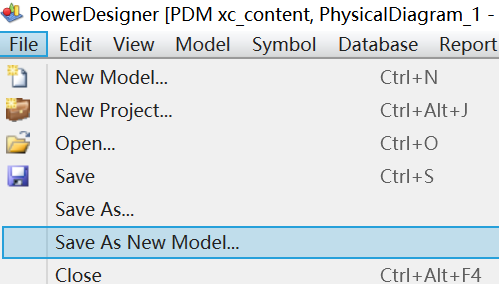 PowerDesigner [PDM xc_content, PhysicalDiagram_1 -
File Edit View Model Symbol Database Report
New Model... Ctrl+N
New Project... Ctrl+Alt+J
Open... Ctrl+O
Save Ctrl+S
Save As...
Save As New Model...
Close Ctrl+Alt+F4